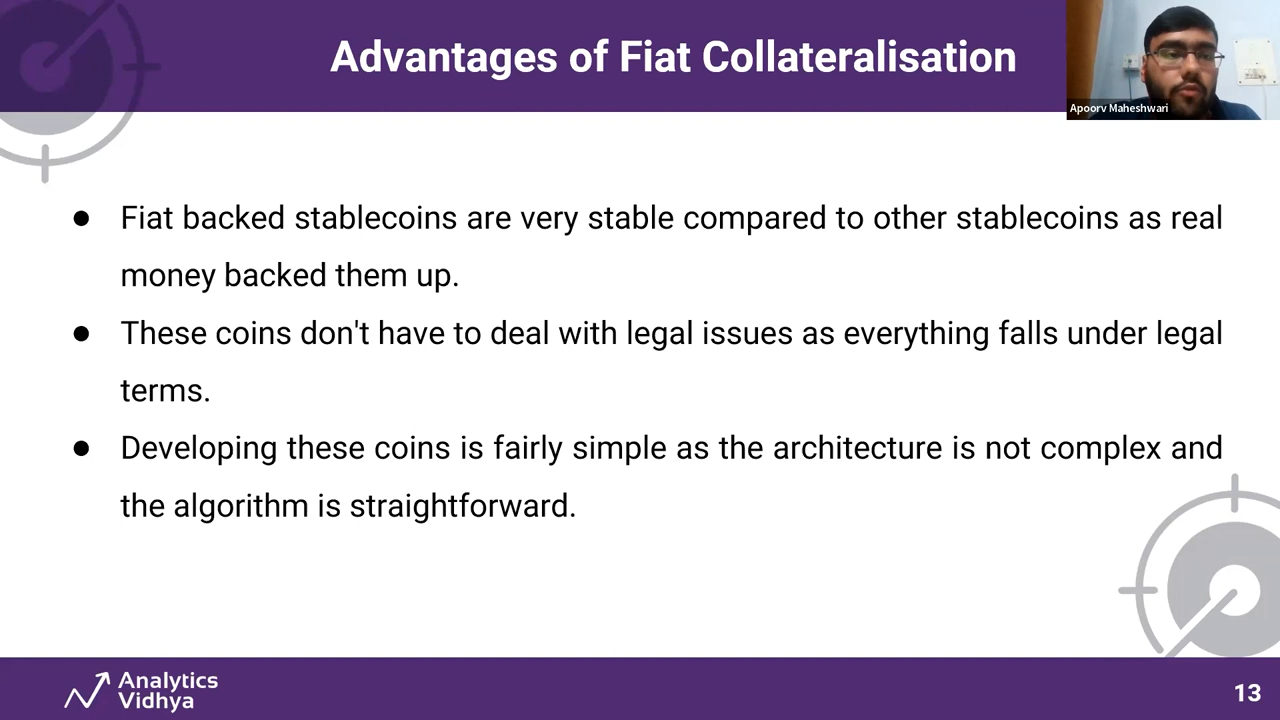 Advantages of Fiat Collateralisation
Apoorv Maheshwari
● Fiat backed stablecoins are very stable compared to other stablecoins as real
money backed them up.
● These coins don't have to deal with legal issues as everything falls under legal
terms.
● Developing these coins is fairly simple as the architecture is not complex and
the algorithm is straightforward.
Analytics
Vidhya
13